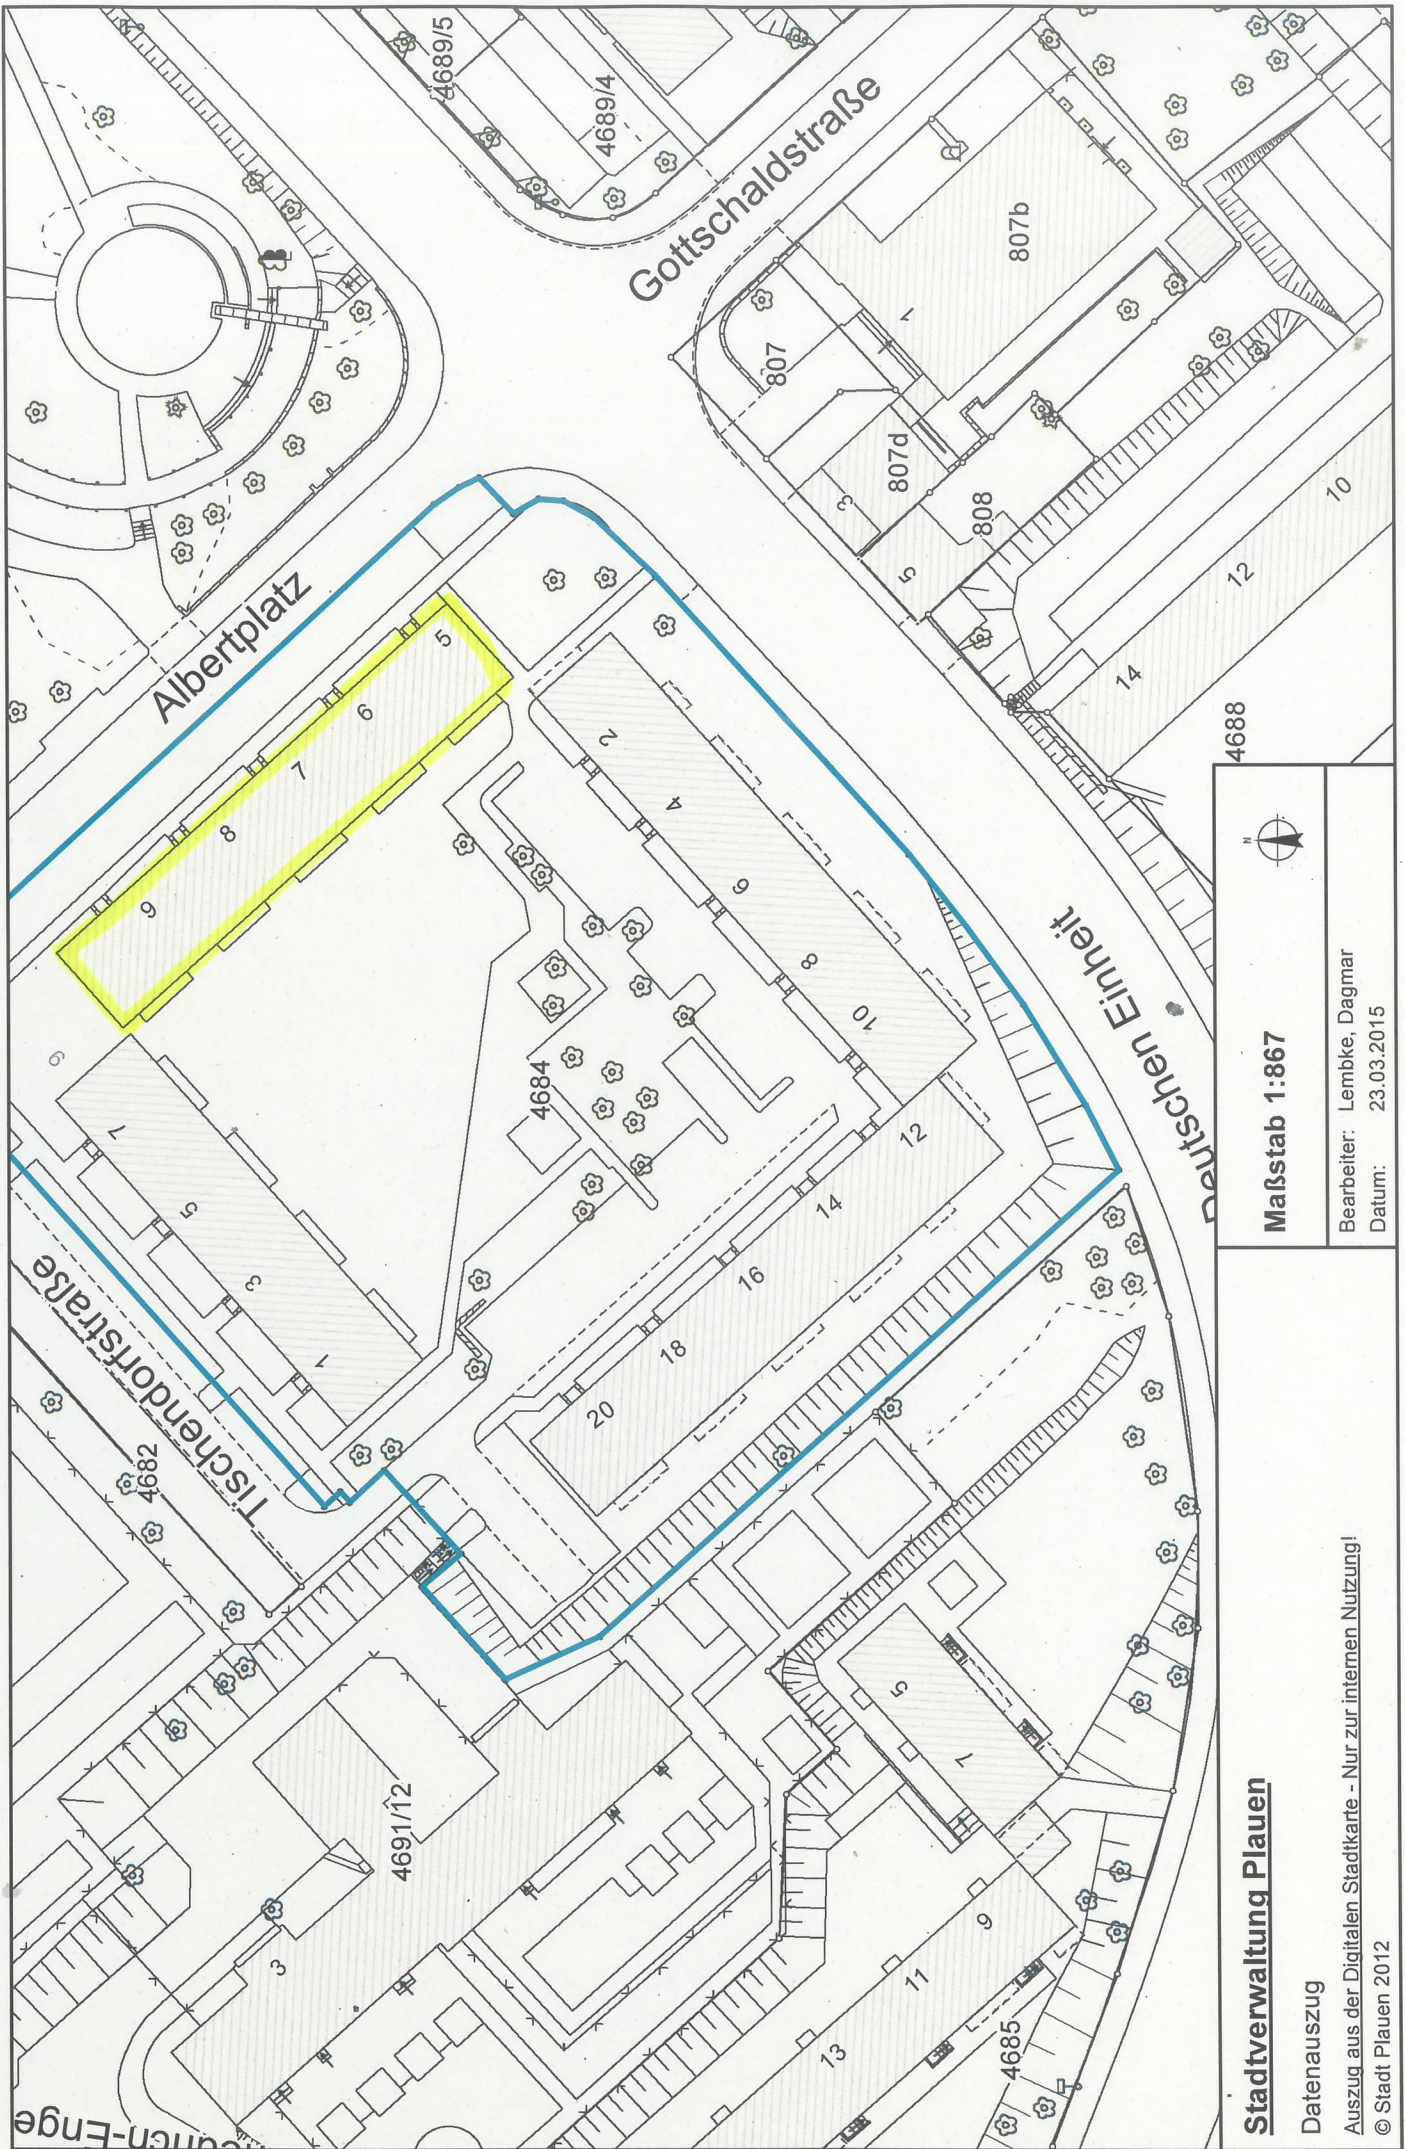 4689/5
4689/4
Gottschaldstraße
Albertplatz
807b
1
807
807d
3
808
5
10
12
14
4688
5
6
7
8
9
2
4
6
8
10
12
14
16
18
20
4684
9
7
5
3
1
Tischendorfstraße
4682
Deutschen Einheit
4691/12
3
5
7
9
11
13
4685
N
Maßstab 1:867
Bearbeiter: Lembke, Dagmar
Datum: 23.03.2015
Stadtverwaltung Plauen
Datenauszug
Auszug aus der Digitalen Stadtkarte - Nur zur internen Nutzung!
© Stadt Plauen 2012